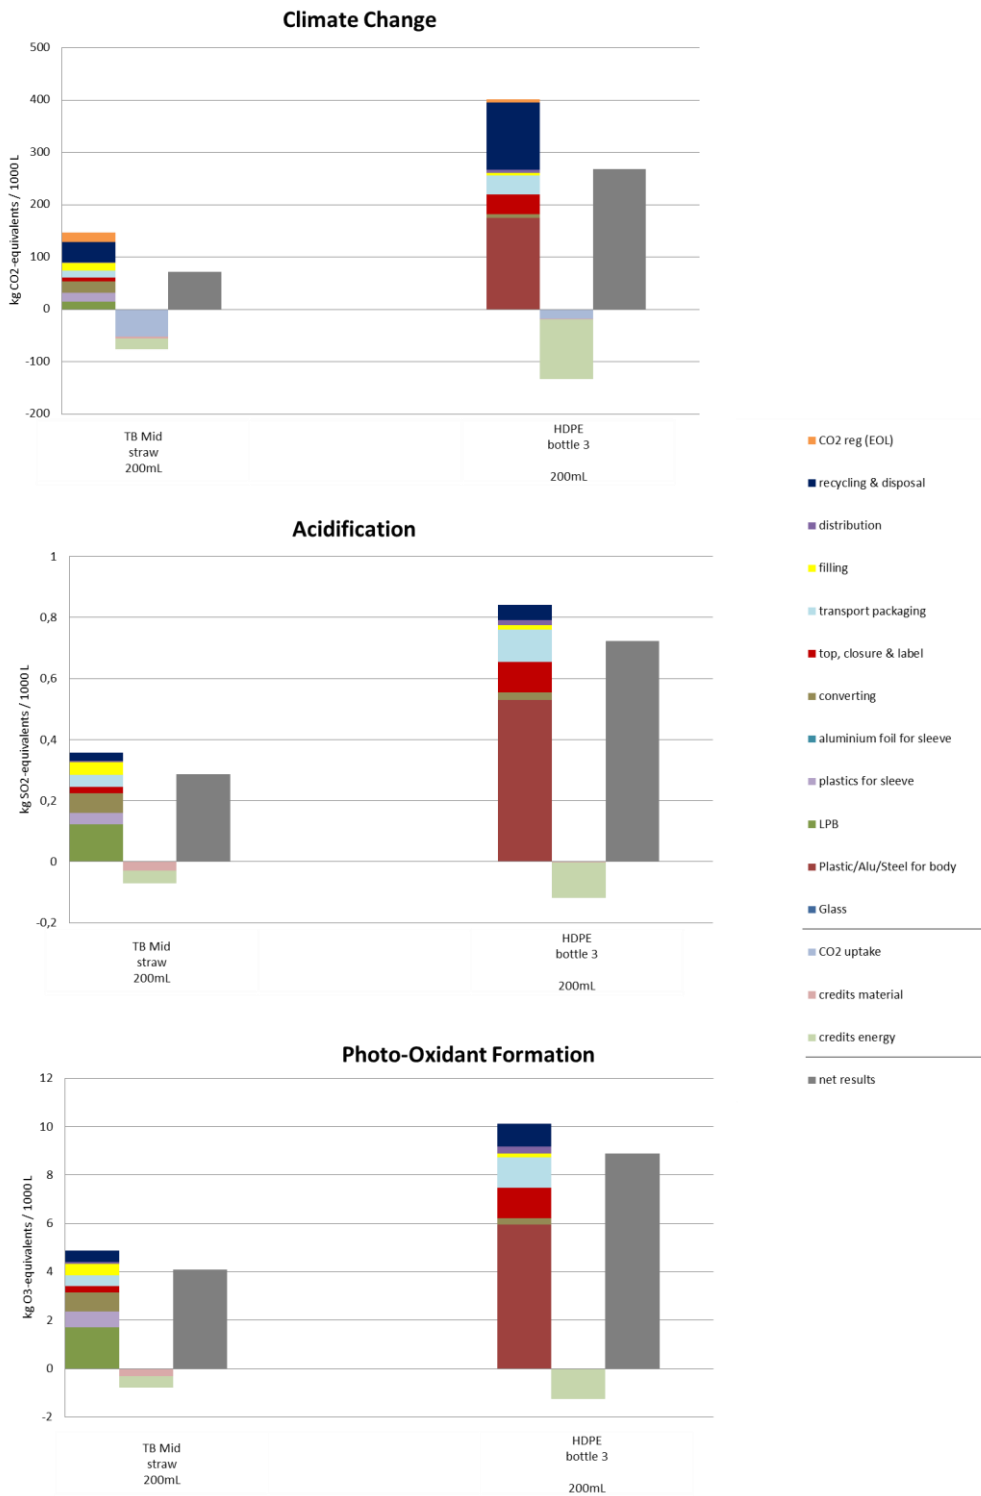 Climate Change
kg CO2-equivalents / 1000 L
500
400
300
200
100
0
-100
-200
TB Mid
straw
200mL
HDPE
bottle 3
200mL
Acidification
kg SO2-equivalents / 1000 L
1
0,8
0,6
0,4
0,2
0
-0,2
TB Mid
straw
200mL
HDPE
bottle 3
200mL
Photo-Oxidant Formation
kg O3-equivalents / 1000 L
12
10
8
6
4
2
0
-2
TB Mid
straw
200mL
HDPE
bottle 3
200mL
CO2 reg (EOL)
recycling & disposal
distribution
filling
transport packaging
top, closure & label
converting
aluminium foil for sleeve
plastics for sleeve
LPB
Plastic/Alu/Steel for body
Glass
CO2 uptake
credits material
credits energy
net results